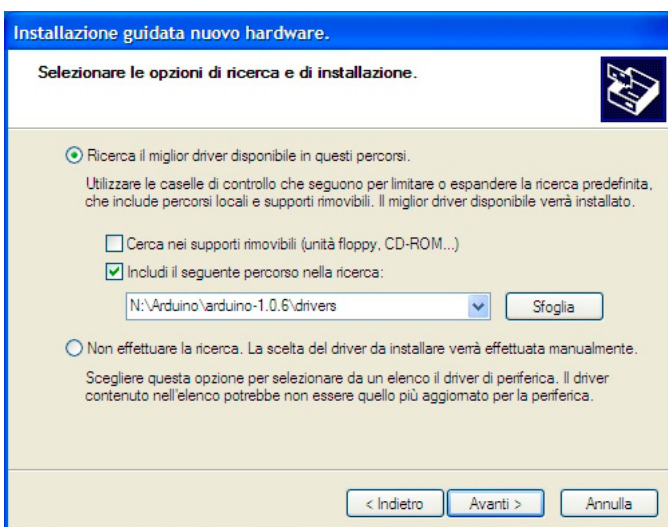 Installazione guidata nuovo hardware.
Selezionare le opzioni di ricerca e di installazione.
Ricerca il miglior driver disponibile in questi percorsi.
Utilizzare le caselle di controllo che seguono per limitare o espandere la ricerca predefinita,
che include percorsi locali e supporti rimovibili. Il miglior driver disponibile verrà installato.
Cerca nei supporti rimovibili (unità floppy, CD-ROM...)
Includi il seguente percorso nella ricerca:
N:\Arduino\arduino-1.0.6\drivers
Sfoglia
Non effettuare la ricerca. La scelta del driver da installare verrà effettuata manualmente.
Scegliere questa opzione per selezionare da un elenco il driver di periferica. Il driver
contenuto nell'elenco potrebbe non essere quello più aggiornato per la periferica.
< Indietro
Avanti >
Annulla